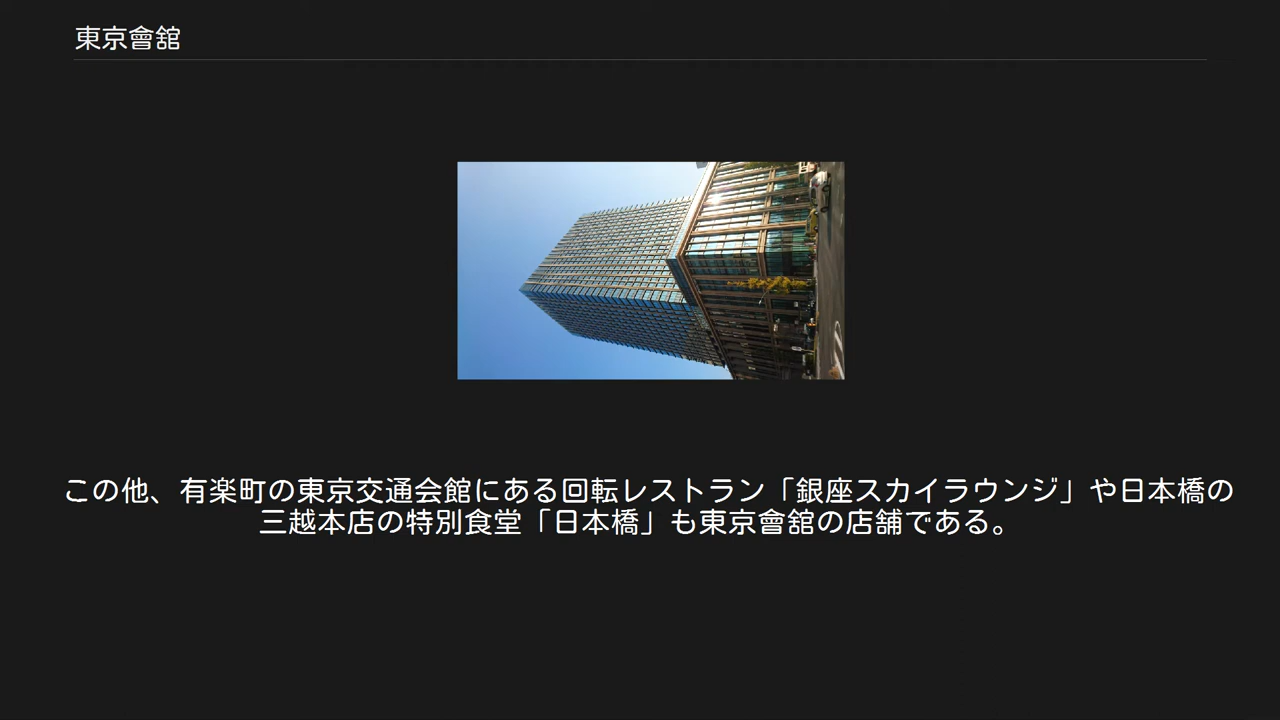 東京會舘
この他、有楽町の東京交通会館にある回転レストラン「銀座スカイラウンジ」や日本橋の
三越本店の特別食堂「日本橋」も東京會舘の店舗である。